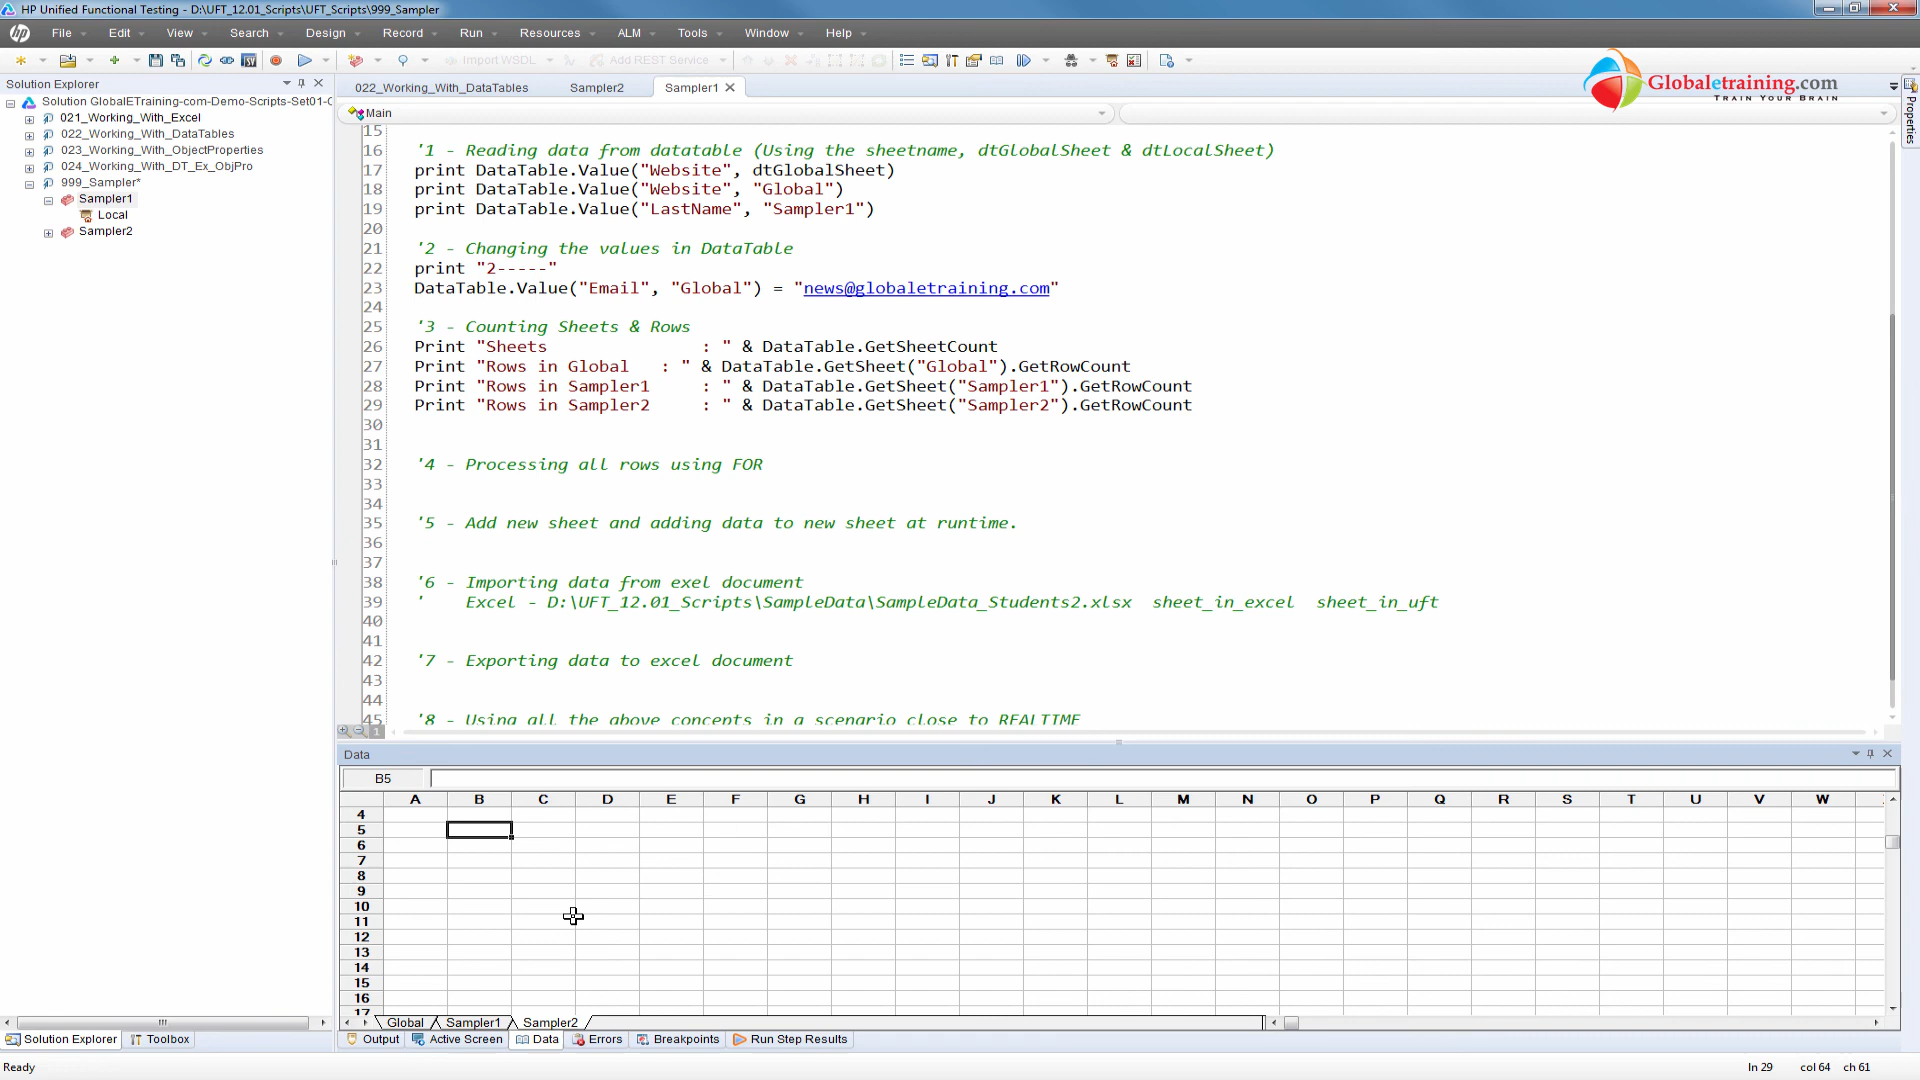 HP Unified Functional Testing - D:\UFT_12.01_Scripts\UFT_Scripts\999_Sampler
File Edit View Search Design Record Run Resources ALM Tools Window Help
Import WSDL Add REST Service
Globaletraining.com
TRAIN YOUR BRAIN
Solution Explorer
022_Working_With_DataTables Sampler2 Sampler1
Properties
Solution GlobalETraining-com-Demo-Scripts-Set01-C
021_Working_With_Excel
022_Working_With_DataTables
023_Working_With_ObjectProperties
024_Working_With_DT_Ex_ObjPro
999_Sampler*
Sampler1
Local
Sampler2
Main
15
16 '1 - Reading data from datatable (Using the sheetname, dtGlobalSheet & dtLocalSheet)
17 print DataTable.Value("Website", dtGlobalSheet)
18 print DataTable.Value("Website", "Global")
19 print DataTable.Value("LastName", "Sampler1")
20
21 '2 - Changing the values in DataTable
22 print "2-----"
23 DataTable.Value("Email", "Global") = "news@globaletraining.com"
24
25 '3 - Counting Sheets & Rows
26 Print "Sheets : " & DataTable.GetSheetCount
27 Print "Rows in Global : " & DataTable.GetSheet("Global").GetRowCount
28 Print "Rows in Sampler1 : " & DataTable.GetSheet("Sampler1").GetRowCount
29 Print "Rows in Sampler2 : " & DataTable.GetSheet("Sampler2").GetRowCount
30
31
32 '4 - Processing all rows using FOR
33
34
35 '5 - Add new sheet and adding data to new sheet at runtime.
36
37
38 '6 - Importing data from exel document
39 ' Excel - D:\UFT_12.01_Scripts\SampleData\SampleData_Students2.xlsx sheet_in_excel sheet_in_uft
40
41
42 '7 - Exporting data to excel document
43
44
45 '8 - Using all the above concepts in a scenario close to REALTIME
1
Data
B5
A B C D E F G H I J K L M N O P Q R S T U V W
4
5
6
7
8
9
10
11
12
13
14
15
16
17
Global Sampler1 Sampler2
Solution Explorer Toolbox Output Active Screen Data Errors Breakpoints Run Step Results
Ready ln 29 col 64 ch 61